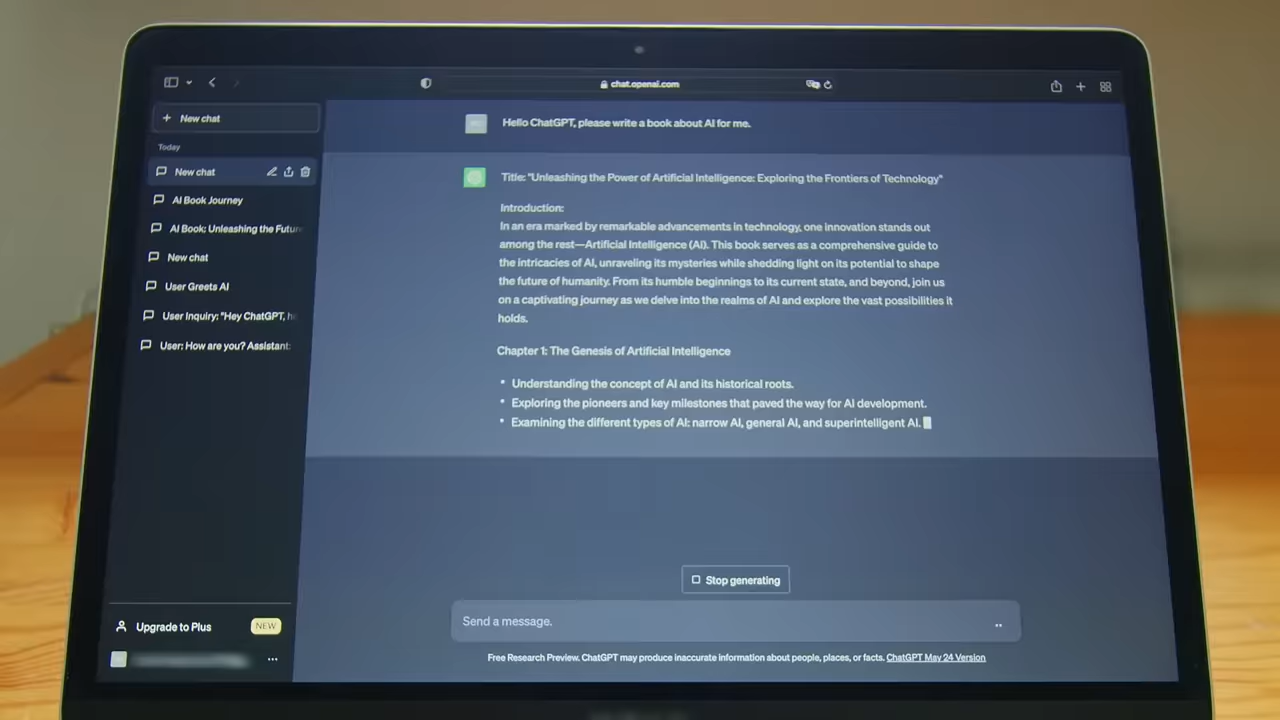 chat.openai.com
New chat
Today
New chat
AI Book Journey
AI Book: Unleashing the Futur
New chat
User Greets AI
User Inquiry: "Hey ChatGPT, h
User: How are you? Assistant:
Upgrade to Plus
NEW
Hello ChatGPT, please write a book about AI for me.
Title: "Unleashing the Power of Artificial Intelligence: Exploring the Frontiers of Technology"
Introduction:
In an era marked by remarkable advancements in technology, one innovation stands out
among the rest—Artificial Intelligence (AI). This book serves as a comprehensive guide to
the intricacies of AI, unraveling its mysteries while shedding light on its potential to shape
the future of humanity. From its humble beginnings to its current state, and beyond, join us
on a captivating journey as we delve into the realms of AI and explore the vast possibilities it
holds.
Chapter 1: The Genesis of Artificial Intelligence
• Understanding the concept of AI and its historical roots.
• Exploring the pioneers and key milestones that paved the way for AI development.
• Examining the different types of AI: narrow AI, general AI, and superintelligent AI.
Stop generating
Send a message.
Free Research Preview. ChatGPT may produce inaccurate information about people, places, or facts. ChatGPT May 24 Version